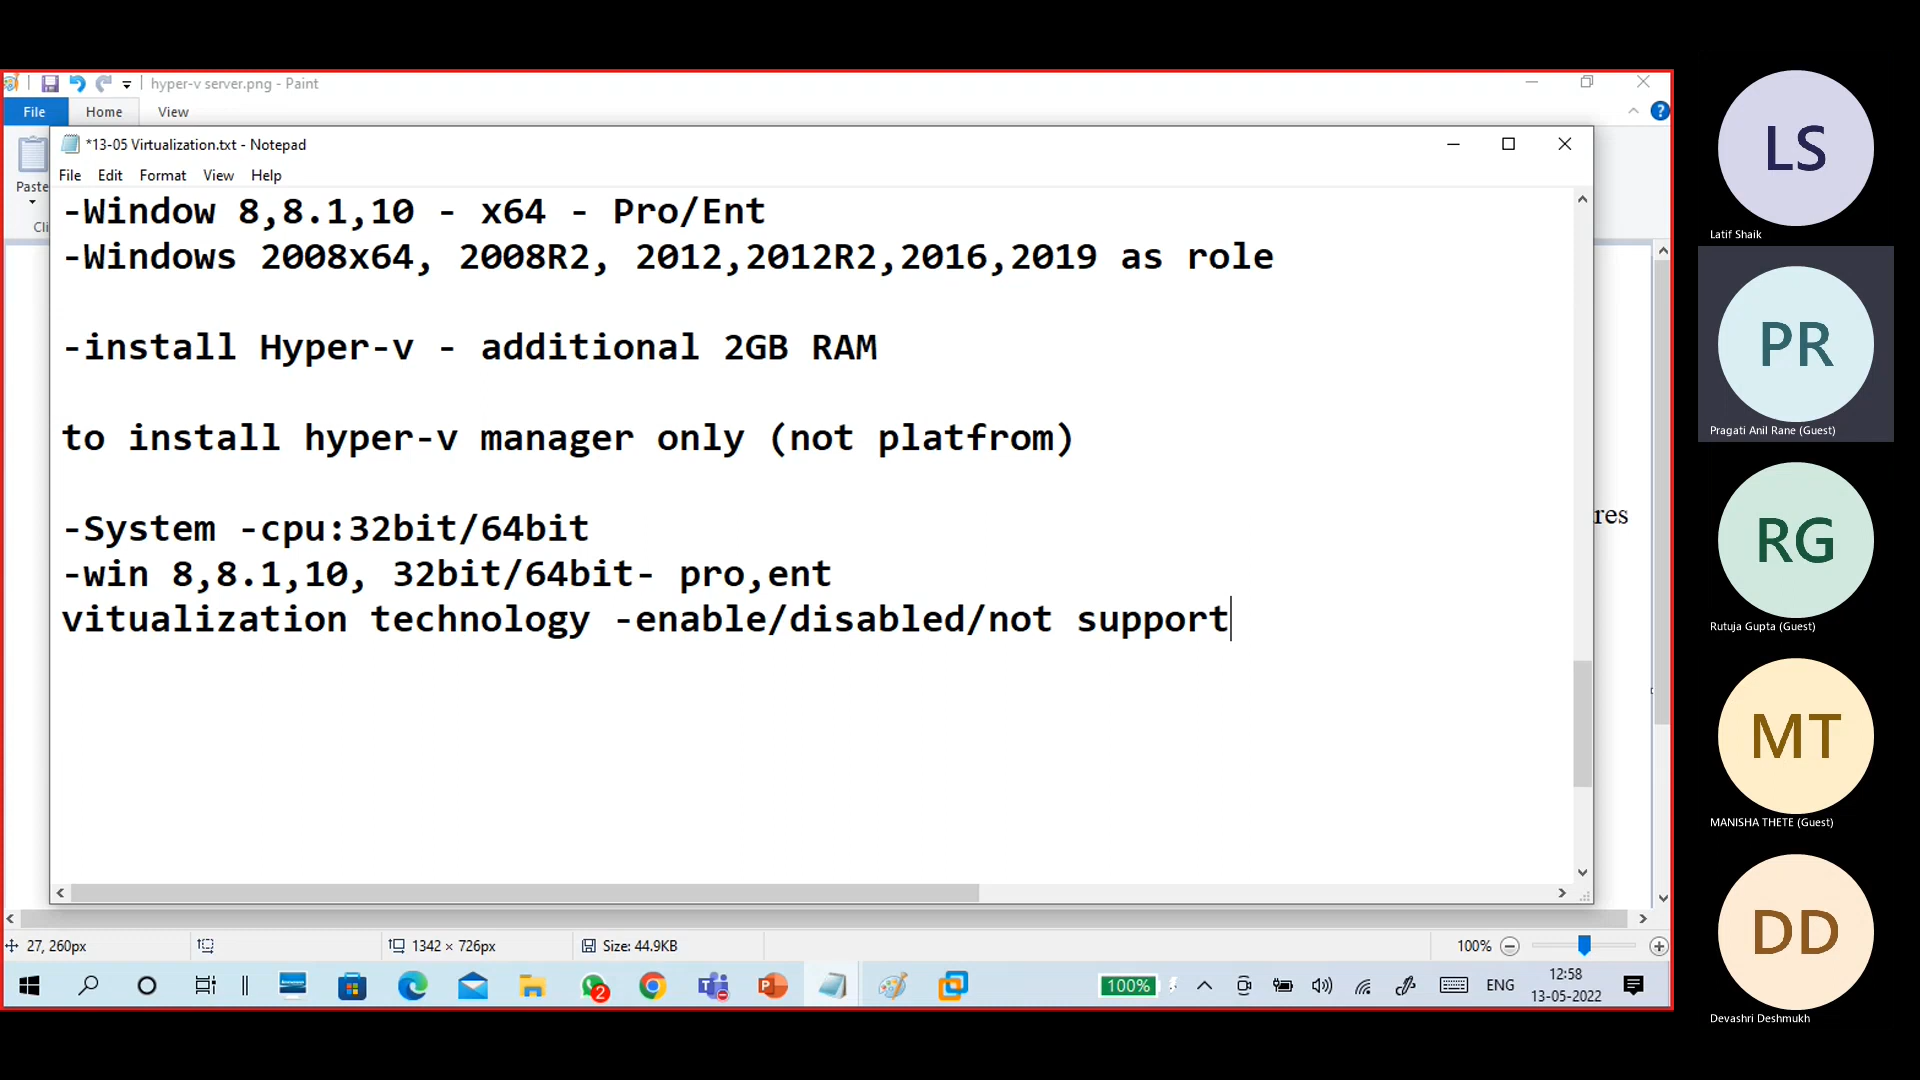 hyper-v server.png - Paint
File Home View
*13-05 Virtualization.txt - Notepad
File Edit Format View Help
Paste
Cli
-Window 8,8.1,10 - x64 - Pro/Ent
-Windows 2008x64, 2008R2, 2012,2012R2,2016,2019 as role
-install Hyper-v - additional 2GB RAM
to install hyper-v manager only (not platfrom)
-System -cpu:32bit/64bit
-win 8,8.1,10, 32bit/64bit- pro,ent
vitualization technology -enable/disabled/not support
res
27, 260px
1342 × 726px
Size: 44.9KB
100%
100%
ENG
12:58
13-05-2022
2
LS
Latif Shaik
PR
Pragati Anil Rane (Guest)
RG
Rutuja Gupta (Guest)
MT
MANISHA THETE (Guest)
DD
Devashri Deshmukh